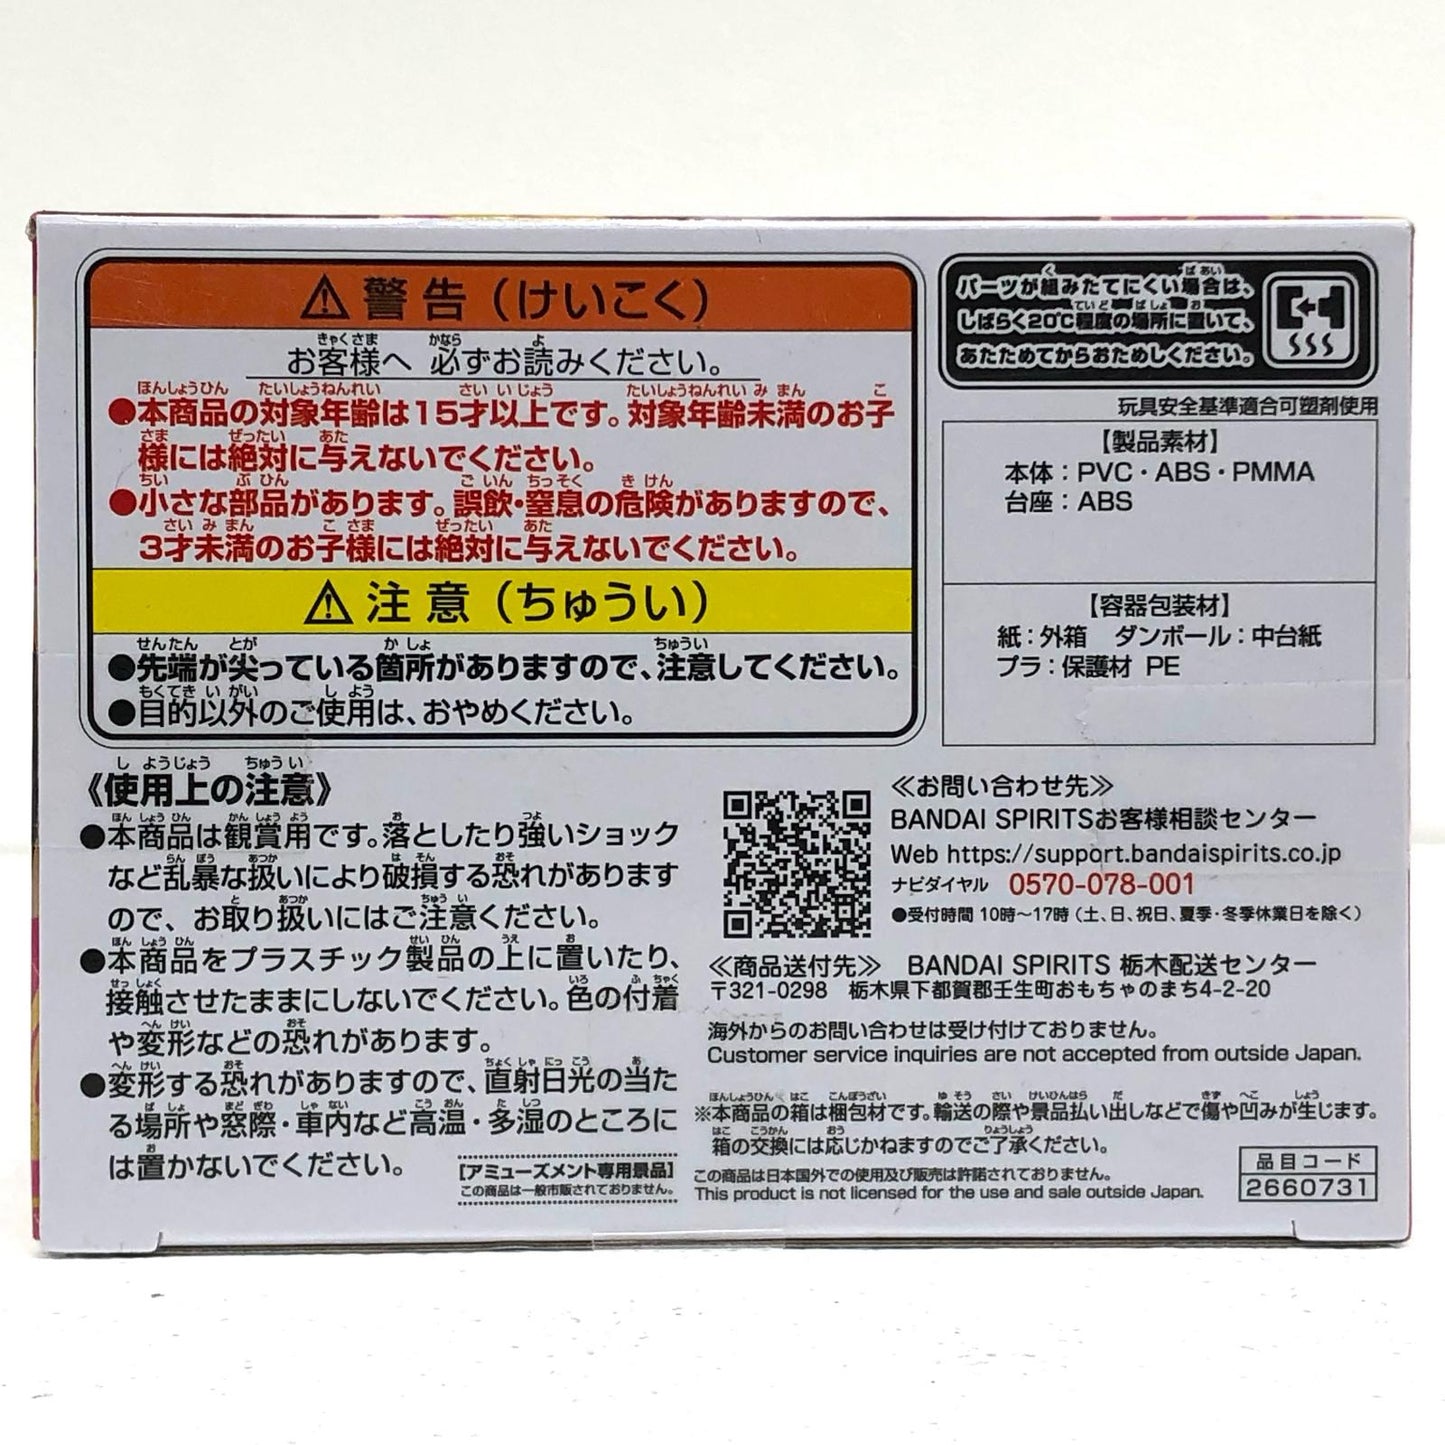 ⚠警告（けいこく）
お客様へ 必ずお読みください。
●本商品の対象年齢は15才以上です。対象年齢未満のお子
様には絶対に与えないでください。
●小さな部品があります。誤飲・窒息の危険がありますので、
3才未満のお子様には絶対に与えないでください。
⚠注意（ちゅうい）
●先端が尖っている箇所がありますので、注意してください。
●目的以外のご使用は、おやめください。
《使用上の注意》
●本商品は観賞用です。落としたり強いショック
など乱暴な扱いにより破損する恐れがあります
ので、お取り扱いにはご注意ください。
●本商品をプラスチック製品の上に置いたり、
接触させたままにしないでください。色の付着
や変形などの恐れがあります。
●変形する恐れがありますので、直射日光の当た
る場所や窓際・車内など高温・多湿のところに
は置かないでください。
[アミューズメント専用景品]
この商品は一般市販されておりません。
パーツが組みたてにくい場合は、
しばらく20℃程度の場所に置いて、
あたためてからおためしください。
玩具安全基準適合可塑剤使用
【製品素材】
本体：PVC・ABS・PMMA
台座：ABS
【容器包装材】
紙：外箱 ダンボール：中台紙
プラ：保護材 PE
≪お問い合わせ先≫
BANDAI SPIRITSお客様相談センター
Web https://support.bandaispirits.co.jp
ナビダイヤル 0570-078-001
●受付時間 10時～17時（土、日、祝日、夏季・冬季休業日を除く）
≪商品送付先≫ BANDAI SPIRITS 栃木配送センター
〒321-0298 栃木県下都賀郡壬生町おもちゃのまち4-2-20
海外からのお問い合わせは受け付けておりません。
Customer service inquiries are not accepted from outside Japan.
※本商品の箱は梱包材です。輸送の際や景品払い出しなどで傷や凹みが生じます。
箱の交換には応じかねますのでご了承ください。
この商品は日本国外での使用及び販売は許諾されておりません。
This product is not licensed for the use and sale outside Japan.
品目コード
2660731